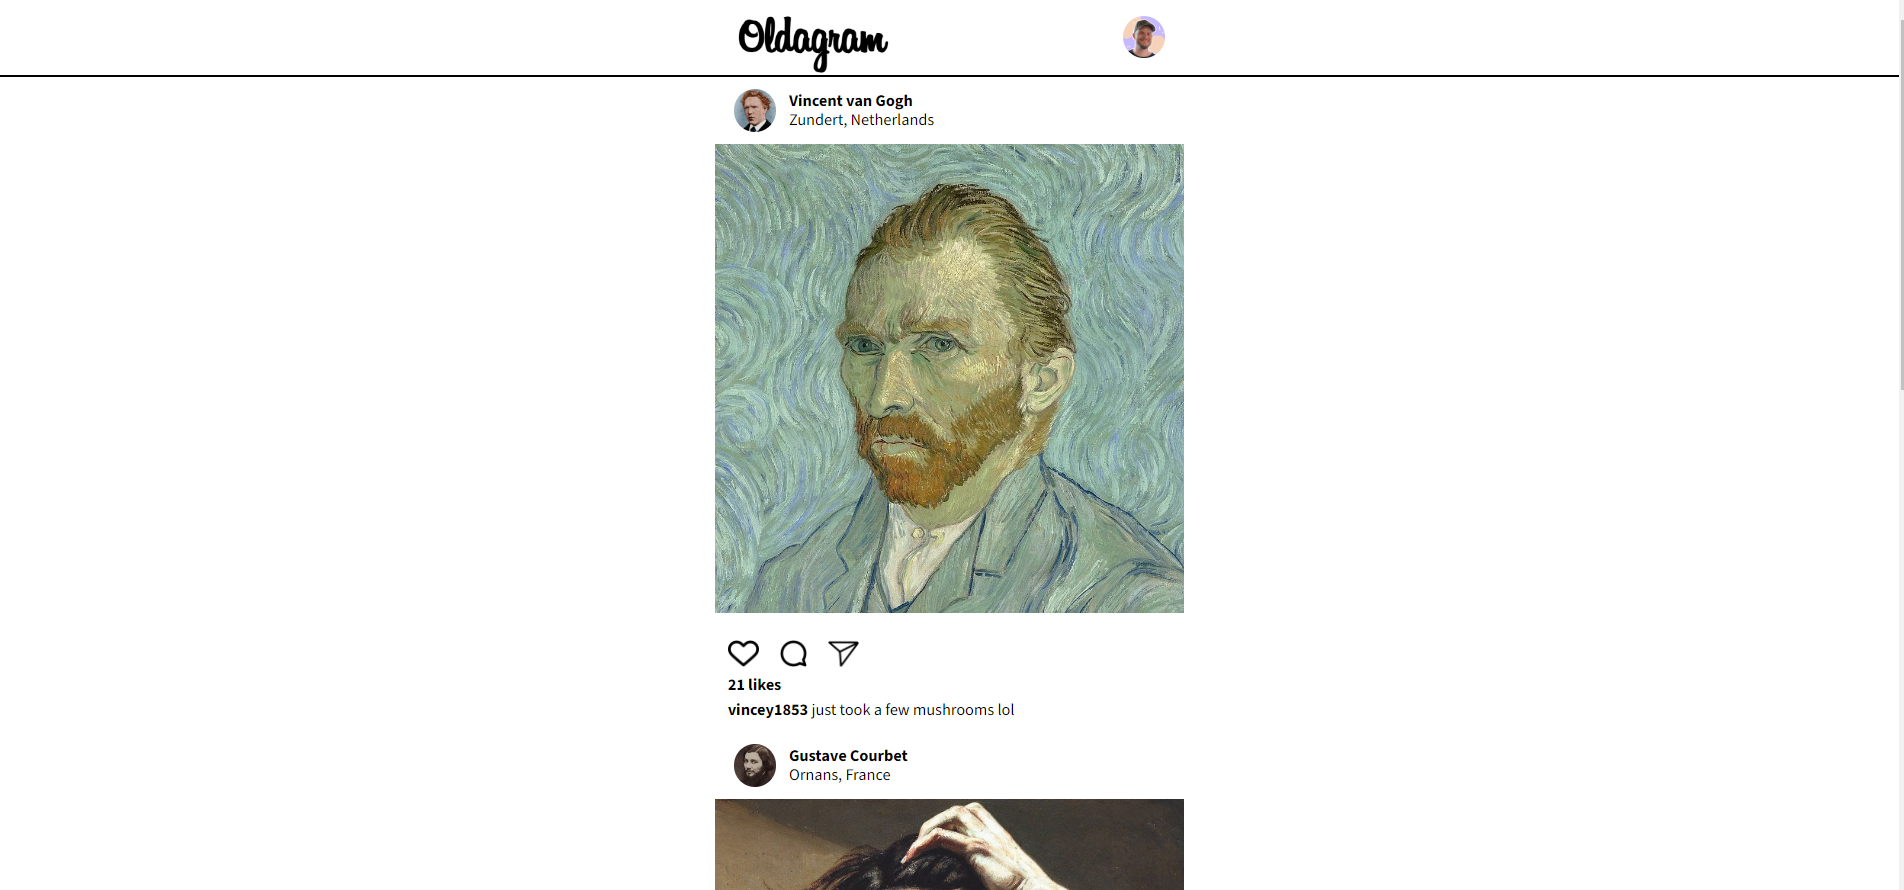 Oldagram
Vincent van Gogh
Zundert, Netherlands
21 likes
vincey1853 just took a few mushrooms lol
Gustave Courbet
Ornans, France